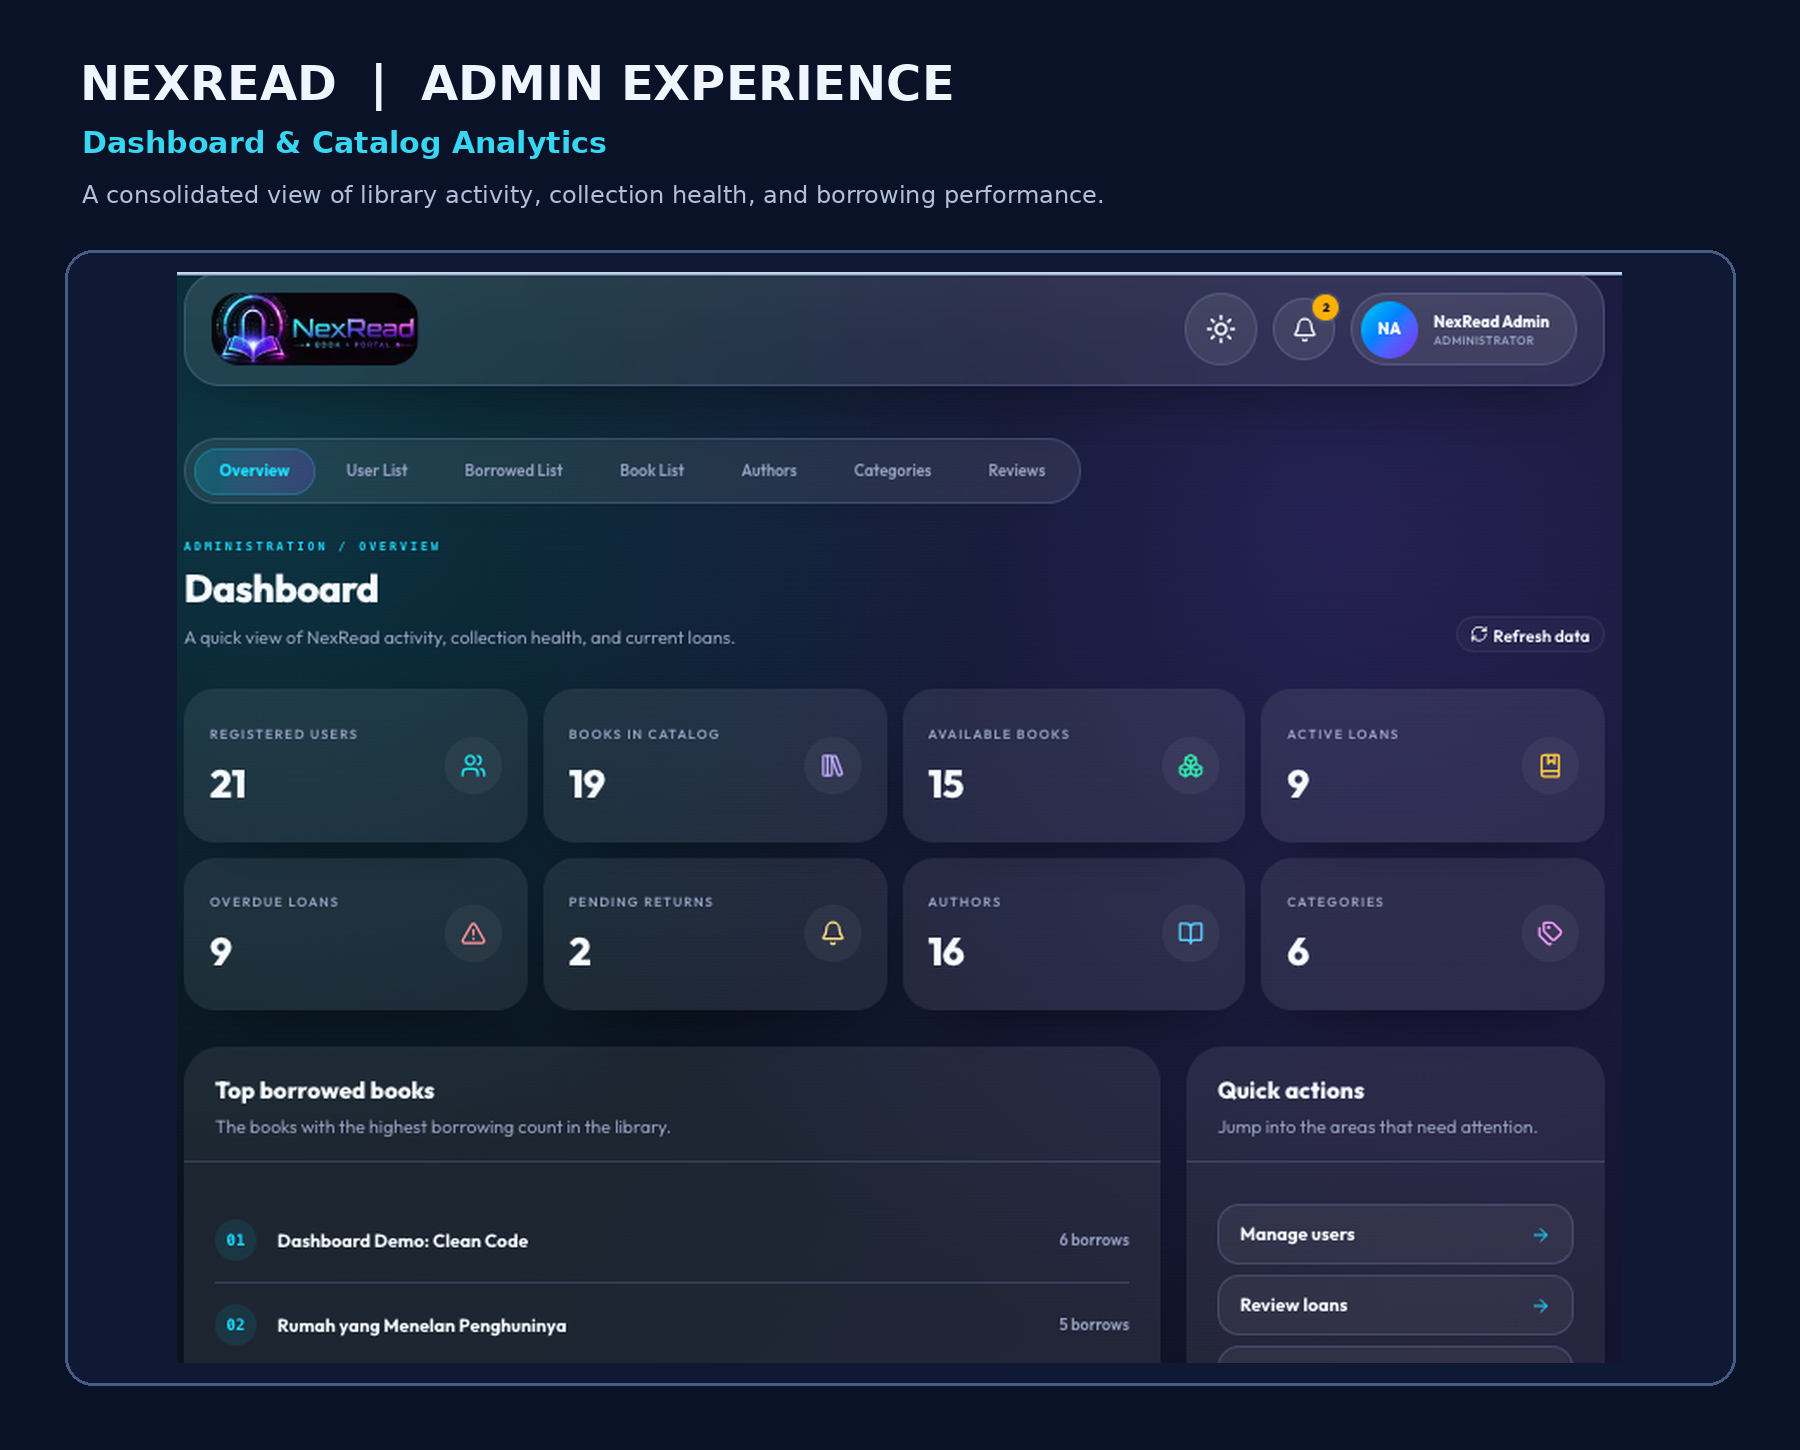 NEXREAD | ADMIN EXPERIENCE
Dashboard & Catalog Analytics
A consolidated view of library activity, collection health, and borrowing performance.
NexRead
BOOK • PORTAL
2
NA
NexRead Admin
ADMINISTRATOR
Overview
User List
Borrowed List
Book List
Authors
Categories
Reviews
ADMINISTRATION / OVERVIEW
Dashboard
A quick view of NexRead activity, collection health, and current loans.
Refresh data
REGISTERED USERS
21
BOOKS IN CATALOG
19
AVAILABLE BOOKS
15
ACTIVE LOANS
9
OVERDUE LOANS
9
PENDING RETURNS
2
AUTHORS
16
CATEGORIES
6
Top borrowed books
The books with the highest borrowing count in the library.
01
Dashboard Demo: Clean Code
6 borrows
02
Rumah yang Menelan Penghuninya
5 borrows
Quick actions
Jump into the areas that need attention.
Manage users
Review loans